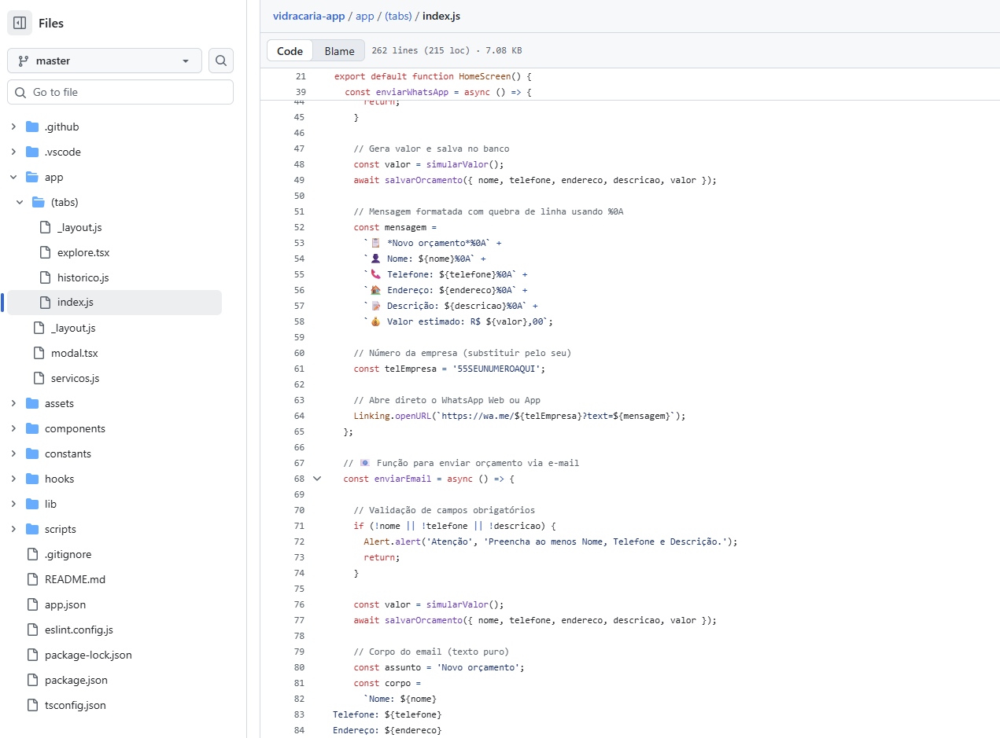 Files
master
Go to file
.github
.vscode
app
(tabs)
_layout.js
explore.tsx
historico.js
index.js
_layout.js
modal.tsx
servicos.js
assets
components
constants
hooks
lib
scripts
.gitignore
README.md
app.json
eslint.config.js
package-lock.json
package.json
tsconfig.json
vidracaria-app / app / (tabs) / index.js
Code Blame 262 lines (215 loc) · 7.08 KB
21 export default function HomeScreen() {
39 const enviarWhatsApp = async () => {
44 return;
45 }
46
47 // Gera valor e salva no banco
48 const valor = simularValor();
49 await salvarOrcamento({ nome, telefone, endereco, descricao, valor });
50
51 // Mensagem formatada com quebra de linha usando %0A
52 const mensagem =
53 `📋 *Novo orçamento*%0A` +
54 `👤 Nome: ${nome}%0A` +
55 `📞 Telefone: ${telefone}%0A` +
56 `🏠 Endereço: ${endereco}%0A` +
57 `📝 Descrição: ${descricao}%0A` +
58 `💰 Valor estimado: R$ ${valor},00`;
59
60 // Número da empresa (substituir pelo seu)
61 const telEmpresa = '55SEUNUMEROAQUI';
62
63 // Abre direto o WhatsApp Web ou App
64 Linking.openURL(`https://wa.me/${telEmpresa}?text=${mensagem}`);
65 };
66
67 // 📧 Função para enviar orçamento via e-mail
68 const enviarEmail = async () => {
69
70 // Validação de campos obrigatórios
71 if (!nome || !telefone || !descricao) {
72 Alert.alert('Atenção', 'Preencha ao menos Nome, Telefone e Descrição.');
73 return;
74 }
75
76 const valor = simularValor();
77 await salvarOrcamento({ nome, telefone, endereco, descricao, valor });
78
79 // Corpo do email (texto puro)
80 const assunto = 'Novo orçamento';
81 const corpo =
82 `Nome: ${nome}
83 Telefone: ${telefone}
84 Endereço: ${endereco}